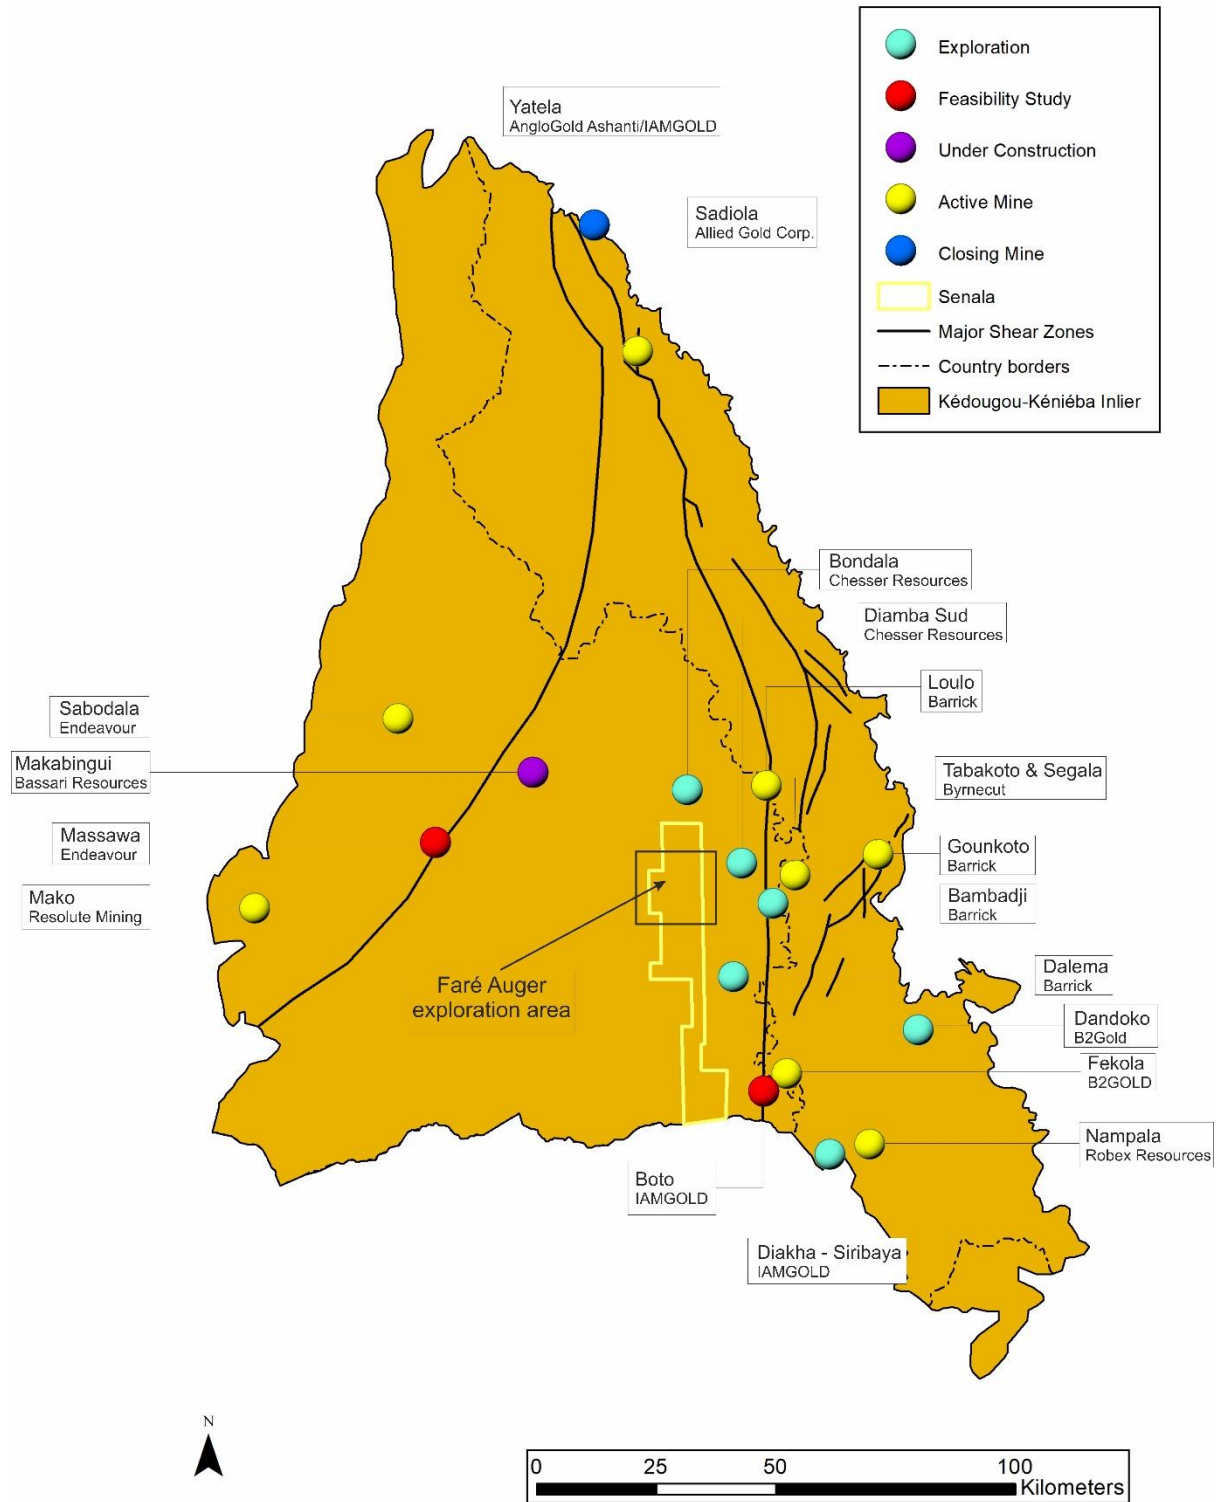 Exploration
Feasibility Study
Under Construction
Active Mine
Closing Mine
Senala
Major Shear Zones
Country borders
Kédougou-Kéniéba Inlier
Yatela
AngloGold Ashanti/IAMGOLD
Sadiola
Allied Gold Corp.
Bondala
Chesser Resources
Diamba Sud
Chesser Resources
Loulo
Barrick
Sabodala
Endeavour
Makabingui
Bassari Resources
Massawa
Endeavour
Mako
Resolute Mining
Tabakoto & Segala
Byrnecut
Gounkoto
Barrick
Bambadji
Barrick
Faré Auger
exploration area
Dalema
Barrick
Dandoko
B2Gold
Fekola
B2GOLD
Nampala
Robex Resources
Boto
IAMGOLD
Diakha - Siribaya
IAMGOLD
N
0 25 50 100
Kilometers